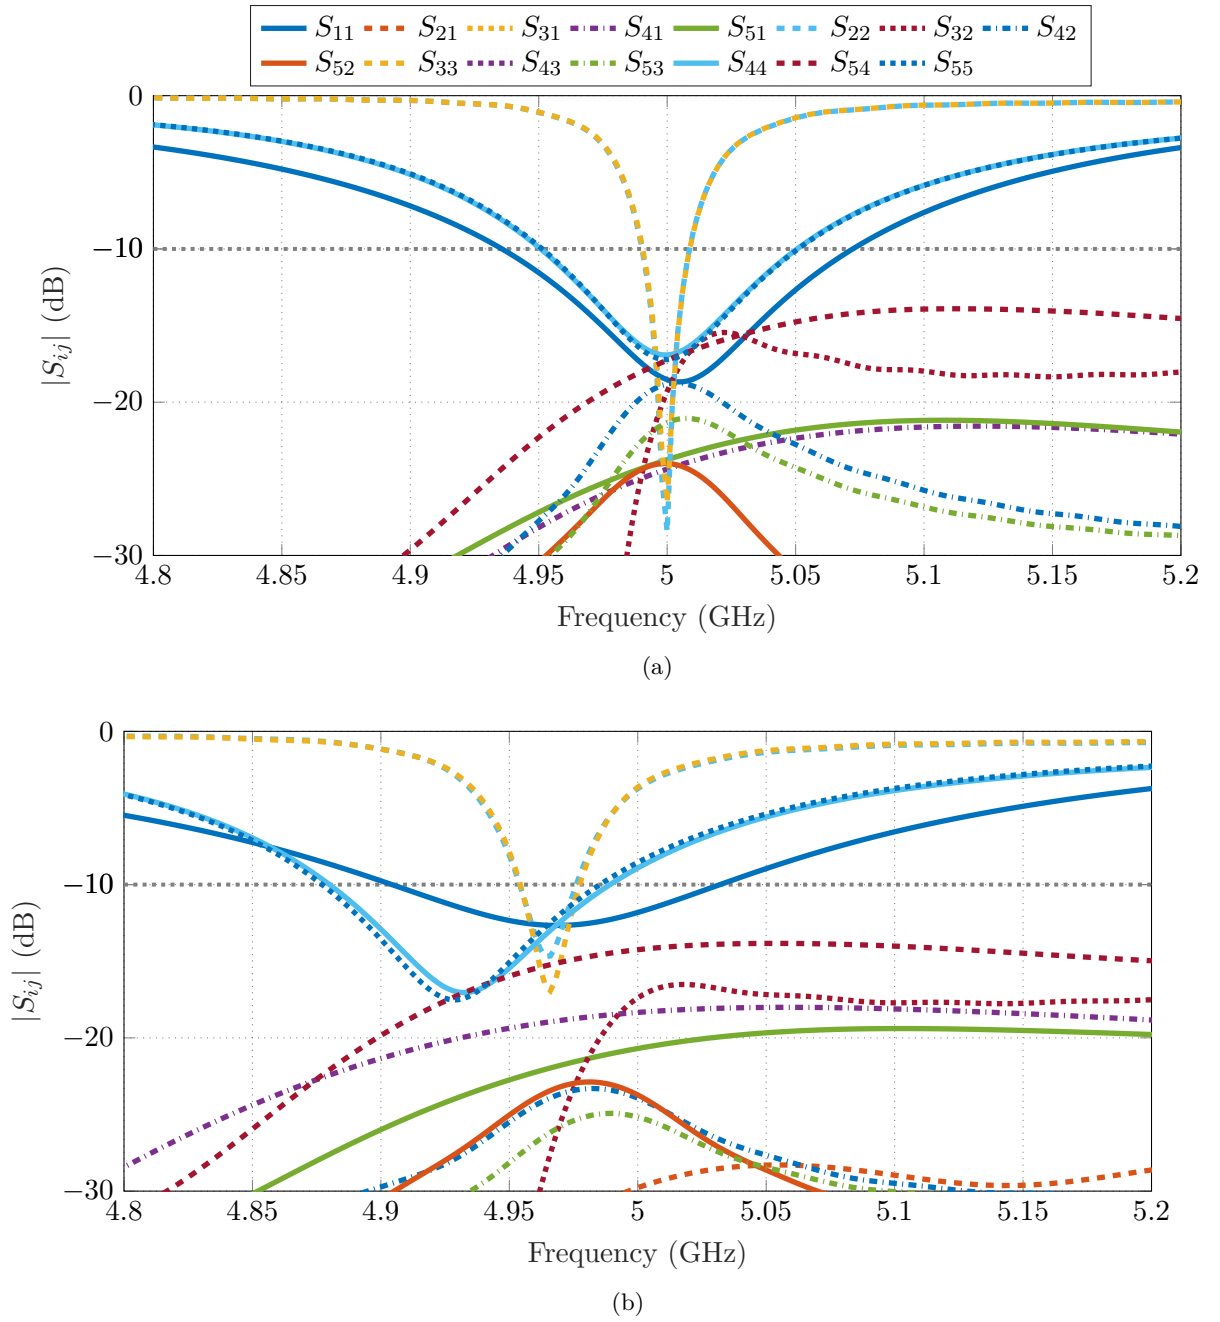 S11 S21 S31 S41 S51 S22 S32 S42
S52 S33 S43 S53 S44 S54 S55
0
−10
−20
−30
|Sij| (dB)
4.8 4.85 4.9 4.95 5 5.05 5.1 5.15 5.2
Frequency (GHz)
(a)
0
−10
−20
−30
|Sij| (dB)
4.8 4.85 4.9 4.95 5 5.05 5.1 5.15 5.2
Frequency (GHz)
(b)